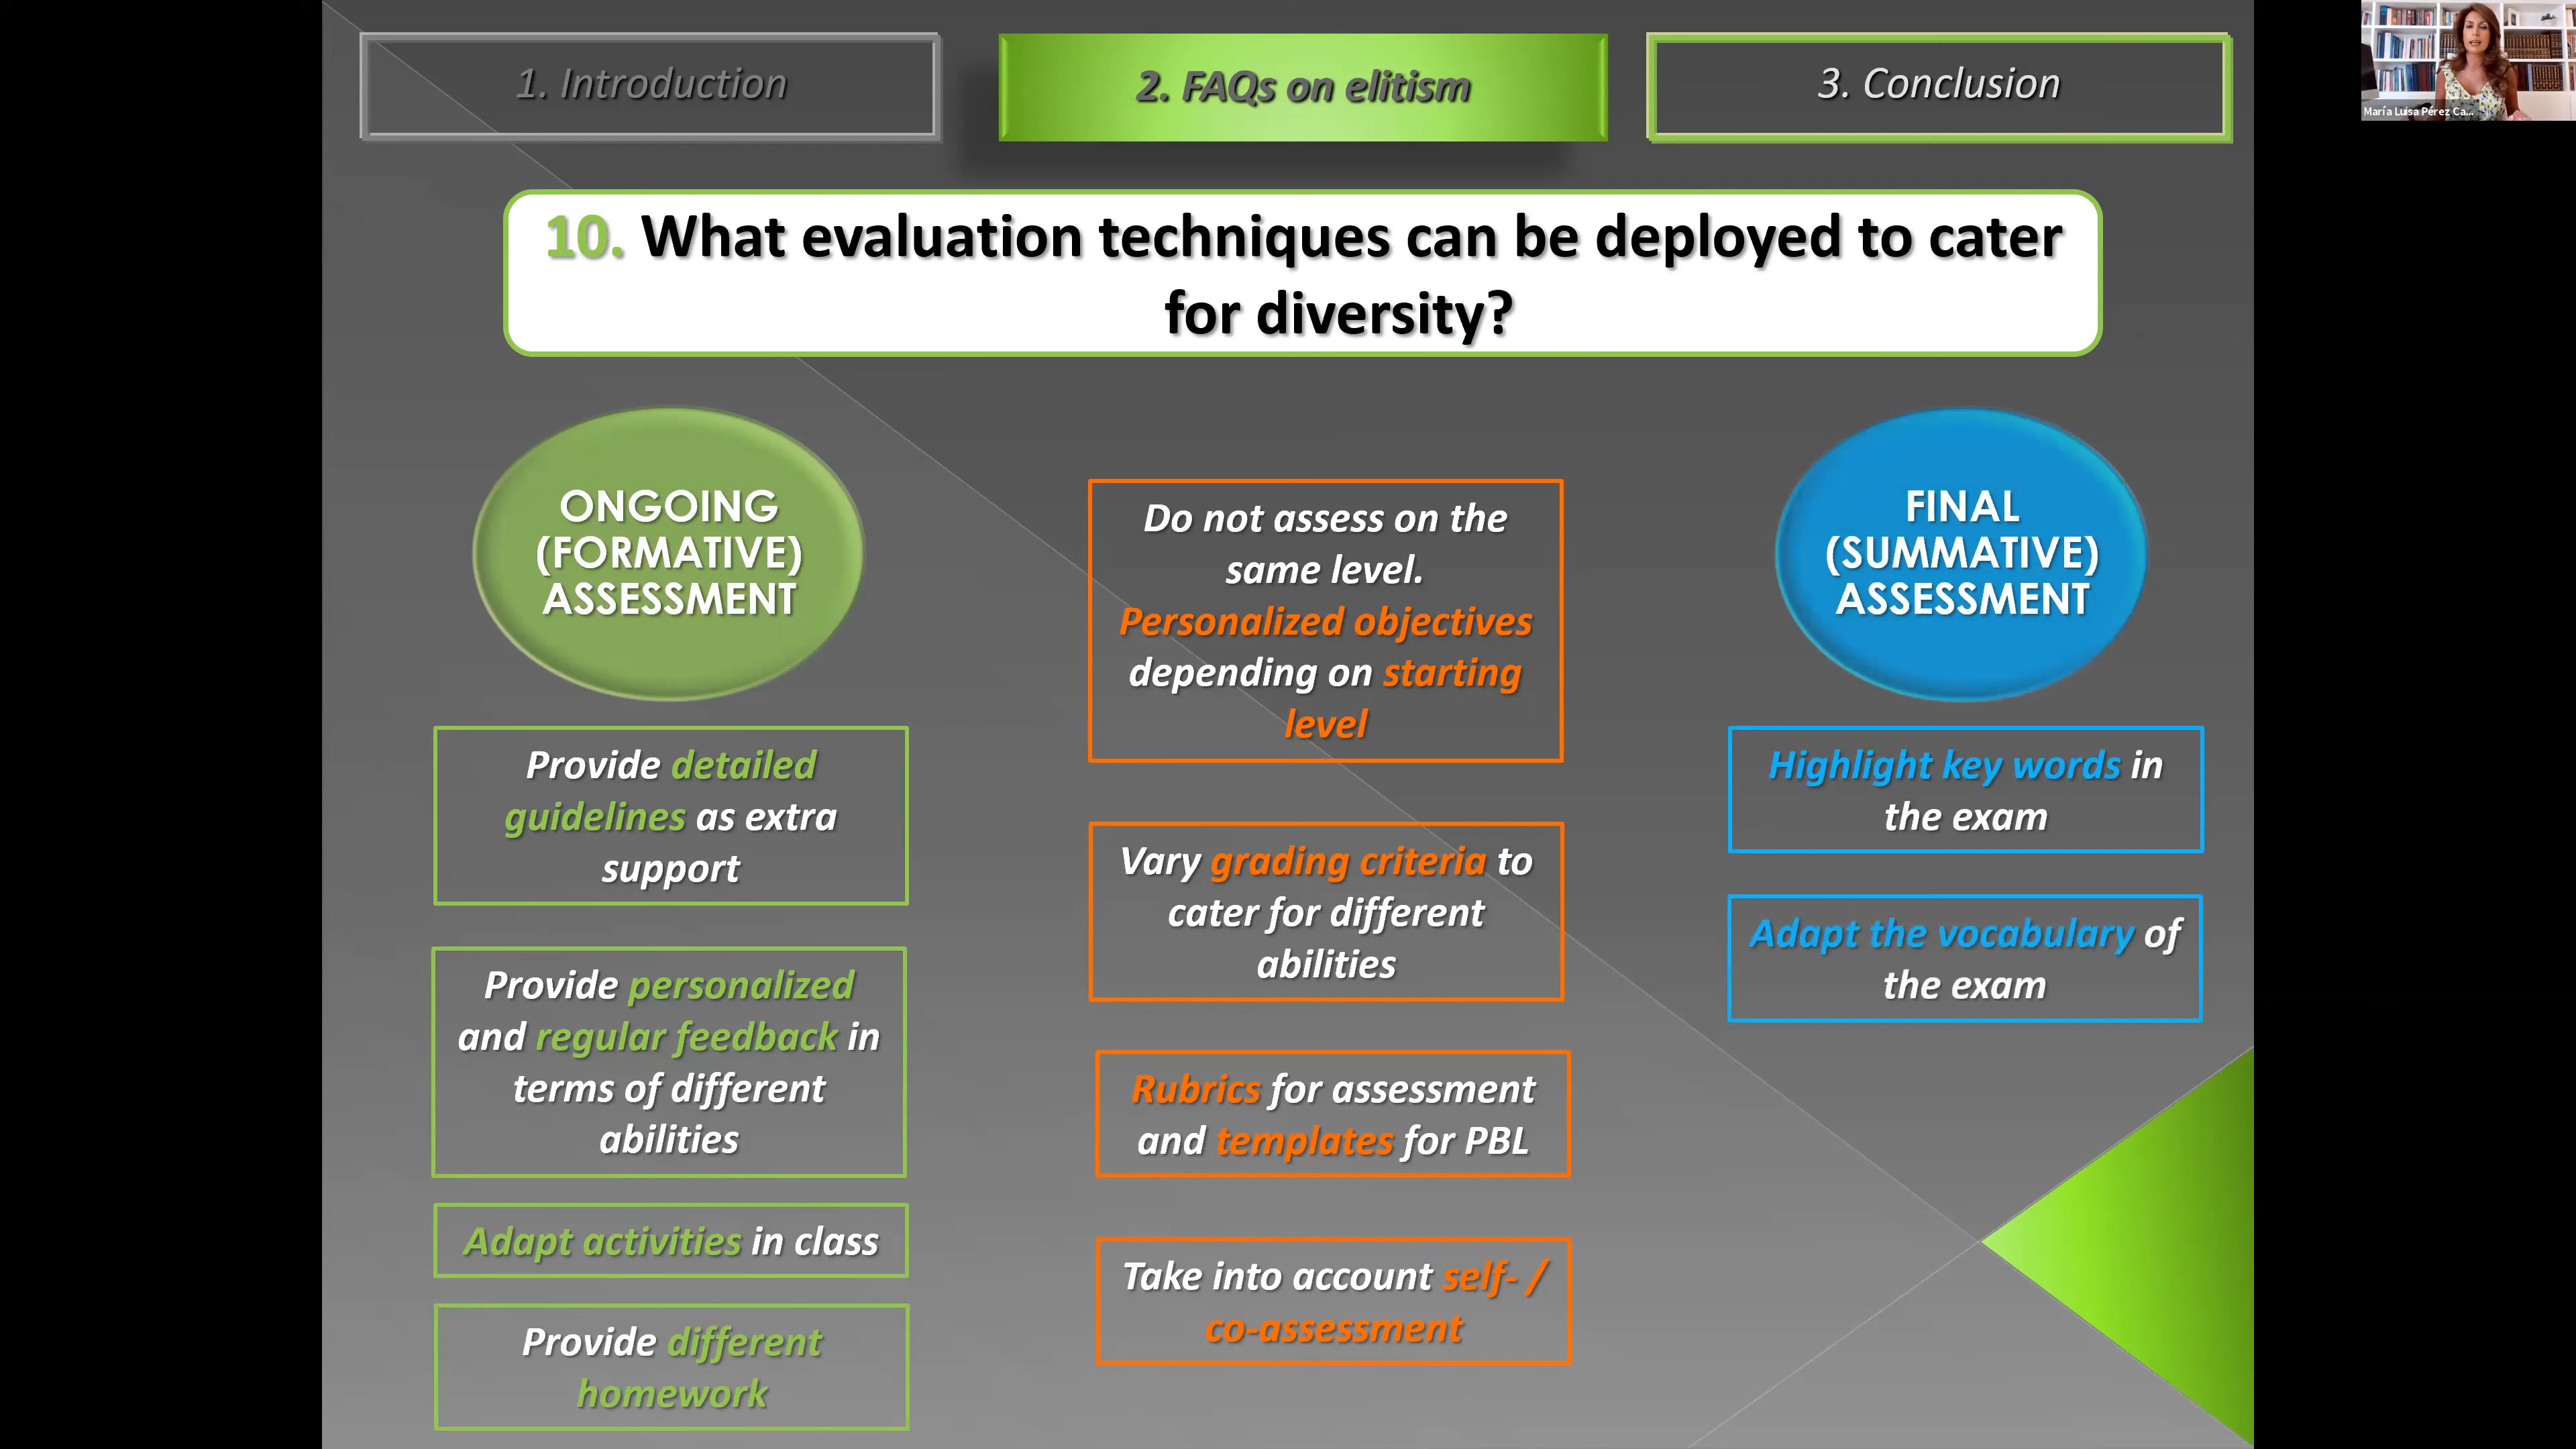 1. Introduction
2. FAQs on elitism
3. Conclusion
María Luisa Pérez Ca...
10. What evaluation techniques can be deployed to cater
for diversity?
ONGOING
(FORMATIVE)
ASSESSMENT
Provide detailed
guidelines as extra
support
Provide personalized
and regular feedback in
terms of different
abilities
Adapt activities in class
Provide different
homework
Do not assess on the
same level.
Personalized objectives
depending on starting
level
Vary grading criteria to
cater for different
abilities
Rubrics for assessment
and templates for PBL
Take into account self- /
co-assessment
FINAL
(SUMMATIVE)
ASSESSMENT
Highlight key words in
the exam
Adapt the vocabulary of
the exam